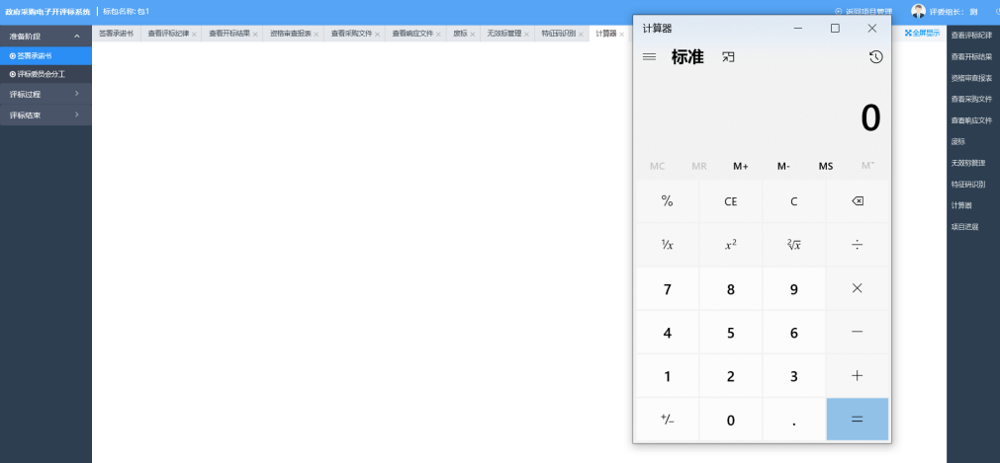 政府采购电子开评标系统 标包名称: 包1 返回项目管理 评委组长: 测
准备阶段
签署承诺书
评标委员会分工
评标过程
评标结束
签署承诺书 查看评标纪律 查看开标结果 资格审查报表 查看采购文件 查看响应文件 废标 无效标管理 特征码识别 计算器 全屏显示
计算器
标准
0
MC MR M+ M- MS M˅
% CE C
1/x x² ²√x ÷
7 8 9 ×
4 5 6 −
1 2 3 +
+/− 0 . =
查看评标纪律
查看开标结果
资格审查报表
查看采购文件
查看响应文件
废标
无效标管理
特征码识别
计算器
项目进展